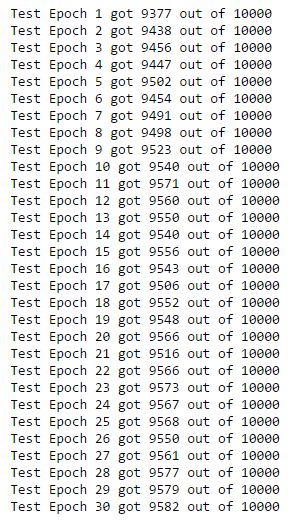 Test Epoch 1 got 9377 out of 10000
Test Epoch 2 got 9438 out of 10000
Test Epoch 3 got 9456 out of 10000
Test Epoch 4 got 9447 out of 10000
Test Epoch 5 got 9502 out of 10000
Test Epoch 6 got 9454 out of 10000
Test Epoch 7 got 9491 out of 10000
Test Epoch 8 got 9498 out of 10000
Test Epoch 9 got 9523 out of 10000
Test Epoch 10 got 9540 out of 10000
Test Epoch 11 got 9571 out of 10000
Test Epoch 12 got 9560 out of 10000
Test Epoch 13 got 9550 out of 10000
Test Epoch 14 got 9540 out of 10000
Test Epoch 15 got 9556 out of 10000
Test Epoch 16 got 9543 out of 10000
Test Epoch 17 got 9506 out of 10000
Test Epoch 18 got 9552 out of 10000
Test Epoch 19 got 9548 out of 10000
Test Epoch 20 got 9566 out of 10000
Test Epoch 21 got 9516 out of 10000
Test Epoch 22 got 9566 out of 10000
Test Epoch 23 got 9573 out of 10000
Test Epoch 24 got 9567 out of 10000
Test Epoch 25 got 9568 out of 10000
Test Epoch 26 got 9550 out of 10000
Test Epoch 27 got 9561 out of 10000
Test Epoch 28 got 9577 out of 10000
Test Epoch 29 got 9579 out of 10000
Test Epoch 30 got 9582 out of 10000